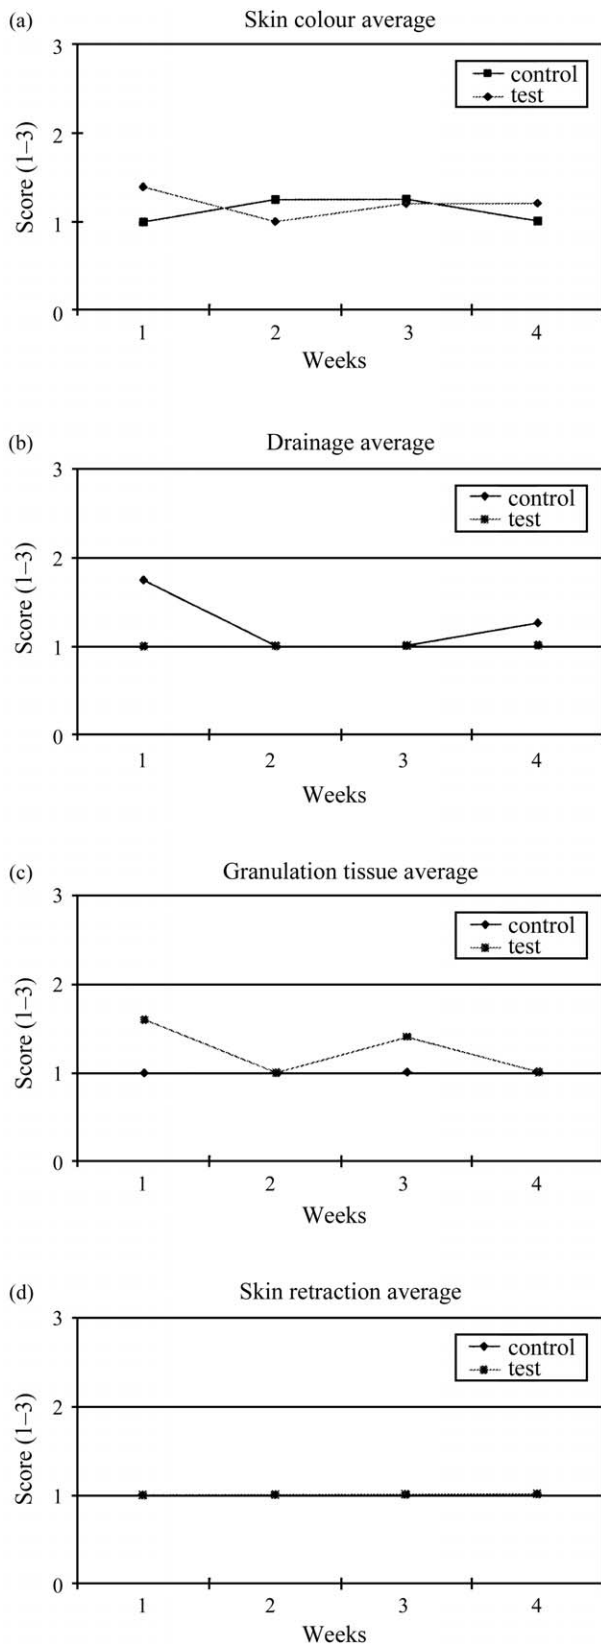 (a) Skin colour average
3
control
test
2
Score (1–3)
1
0
1 2 3 4
Weeks
(b) Drainage average
3
control
test
2
Score (1–3)
1
0
1 2 3 4
Weeks
(c) Granulation tissue average
3
control
test
2
Score (1–3)
1
0
1 2 3 4
Weeks
(d) Skin retraction average
3
control
test
2
Score (1–3)
1
0
1 2 3 4
Weeks